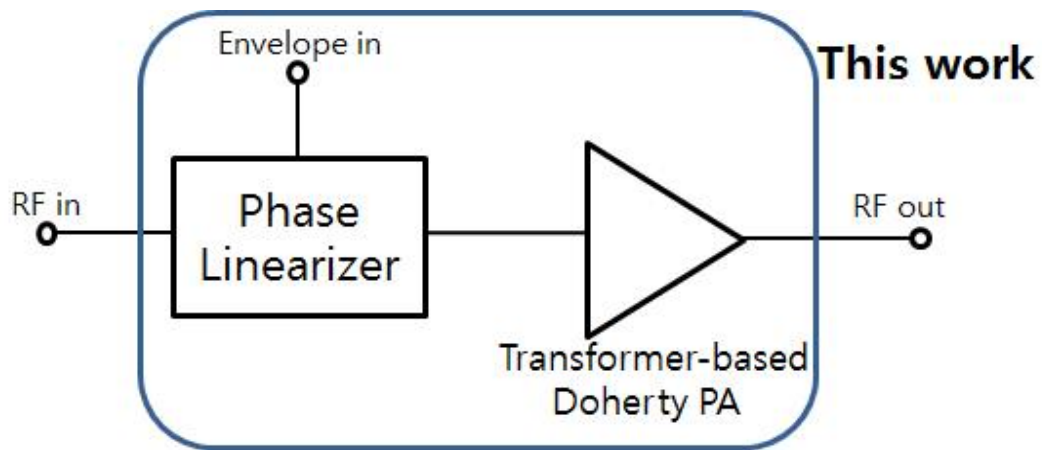 Envelope in
This work
RF in
Phase
Linearizer
RF out
Transformer-based
Doherty PA